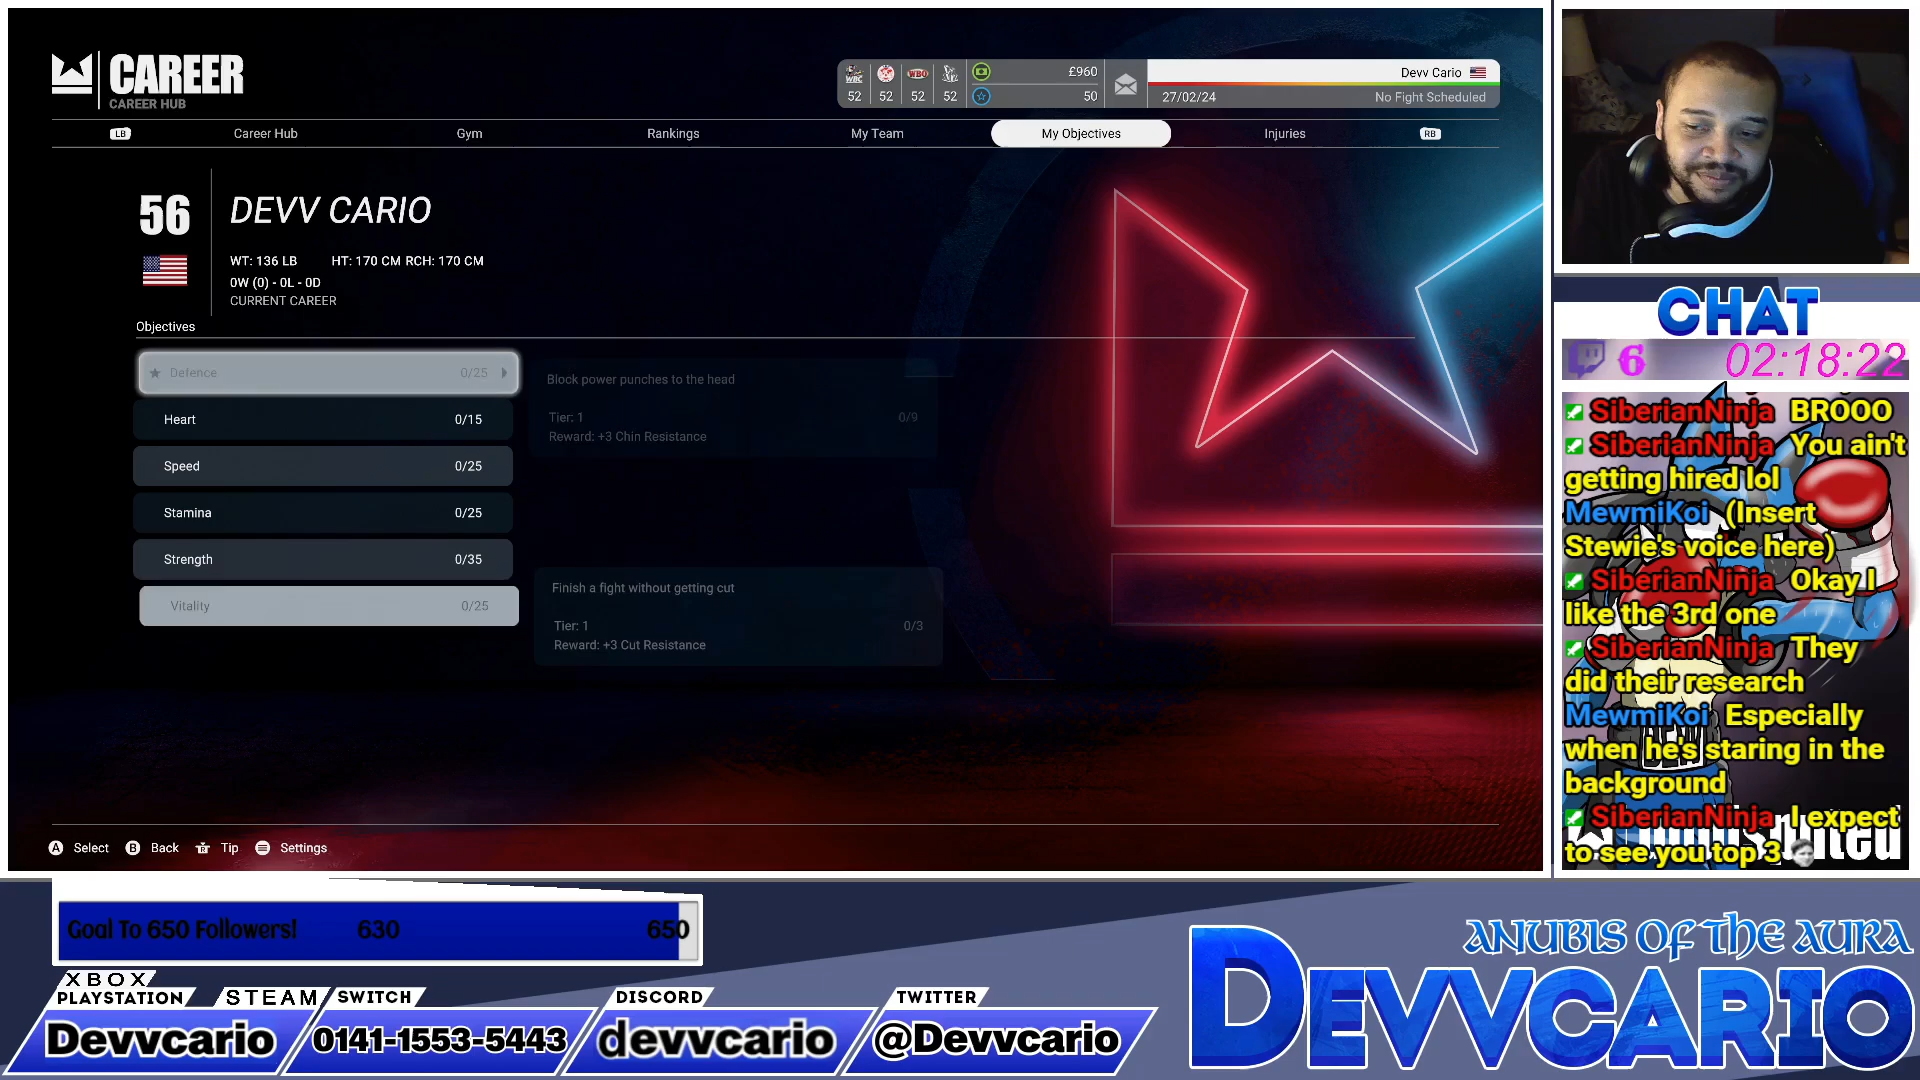 CAREER
CAREER HUB
WBC
WBO
52
52
52
52
£960
50
Devv Cario
27/02/24
No Fight Scheduled
LB
Career Hub
Gym
Rankings
My Team
My Objectives
Injuries
RB
56
DEVV CARIO
WT: 136 LB
HT: 170 CM RCH: 170 CM
0W (0) - 0L - 0D
CURRENT CAREER
Objectives
Defence 0/25
Heart 0/15
Speed 0/25
Stamina 0/25
Strength 0/35
Vitality 0/25
Block power punches to the head
Tier: 1 0/9
Reward: +3 Chin Resistance
Finish a fight without getting cut
Tier: 1 0/3
Reward: +3 Cut Resistance
A Select B Back Tip Settings
CHAT
6 02:18:22
SiberianNinja BROOO
SiberianNinja You ain't
getting hired lol
MewmiKoi (Insert
Stewie's voice here)
SiberianNinja Okay I
like the 3rd one
SiberianNinja They
did their research
MewmiKoi Especially
when he's staring in the
background
SiberianNinja I expect
to see you top 3
Goal To 650 Followers! 630 650
XBOX
PLAYSTATION
STEAM
SWITCH
DISCORD
TWITTER
Devvcario
0141-1553-5443
devvcario
@Devvcario
ANUBIS OF THE AURA
DEVVCARIO